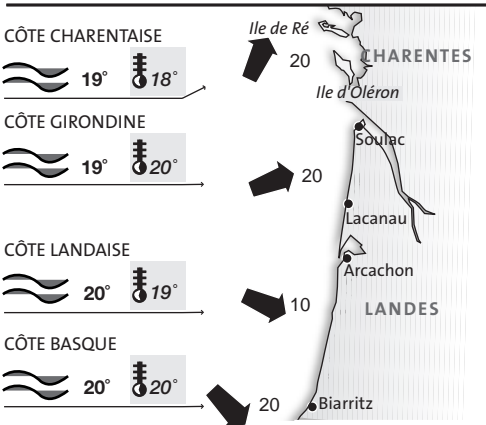 CÔTE CHARENTAISE
19° 18°
CÔTE GIRONDINE
19° 20°
CÔTE LANDAISE
20° 19°
CÔTE BASQUE
20° 20°
Ile de Ré
20
CHARENTES
Ile d'Oléron
Soulac
20
Lacanau
Arcachon
10
LANDES
20
Biarritz